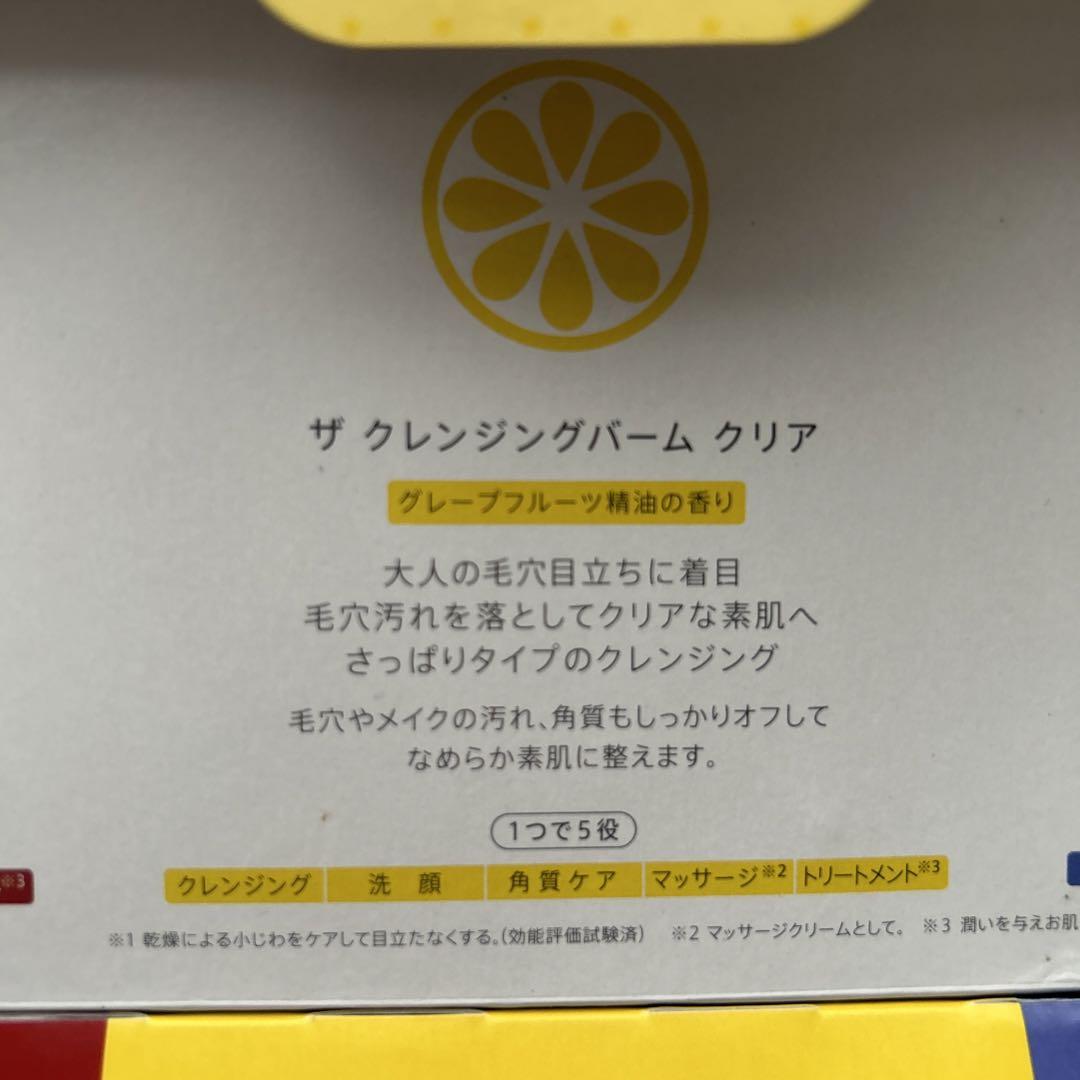 ザ クレンジングバーム クリア
グレープフルーツ精油の香り
大人の毛穴目立ちに着目
毛穴汚れを落としてクリアな素肌へ
さっぱりタイプのクレンジング
毛穴やメイクの汚れ、角質もしっかりオフして
なめらか素肌に整えます。
1つで5役
※3 クレンジング 洗顔 角質ケア マッサージ※2 トリートメント※3
※1 乾燥による小じわをケアして目立たなくする。(効能評価試験済) ※2 マッサージクリームとして。 ※3 潤いを与えお肌